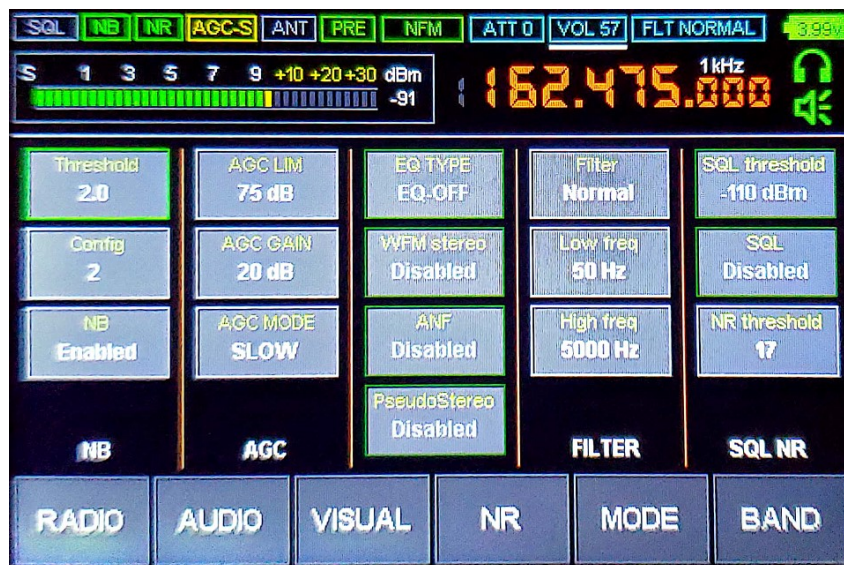 SQL NB NR AGC-S ANT PRE NFM ATT 0 VOL 57 FLT NORMAL 3.99v
S 1 3 5 7 9 +10 +20 +30 dBm
-91
162.475.000
1kHz
Threshold
2.0
Config
2
NB
Enabled
NB
AGC LIM
75 dB
AGC GAIN
20 dB
AGC MODE
SLOW
AGC
EQ TYPE
EQ-OFF
WFM stereo
Disabled
ANF
Disabled
PseudoStereo
Disabled
Filter
Normal
Low freq
50 Hz
High freq
5000 Hz
FILTER
SQL threshold
-110 dBm
SQL
Disabled
NR threshold
17
SQL NR
RADIO AUDIO VISUAL NR MODE BAND